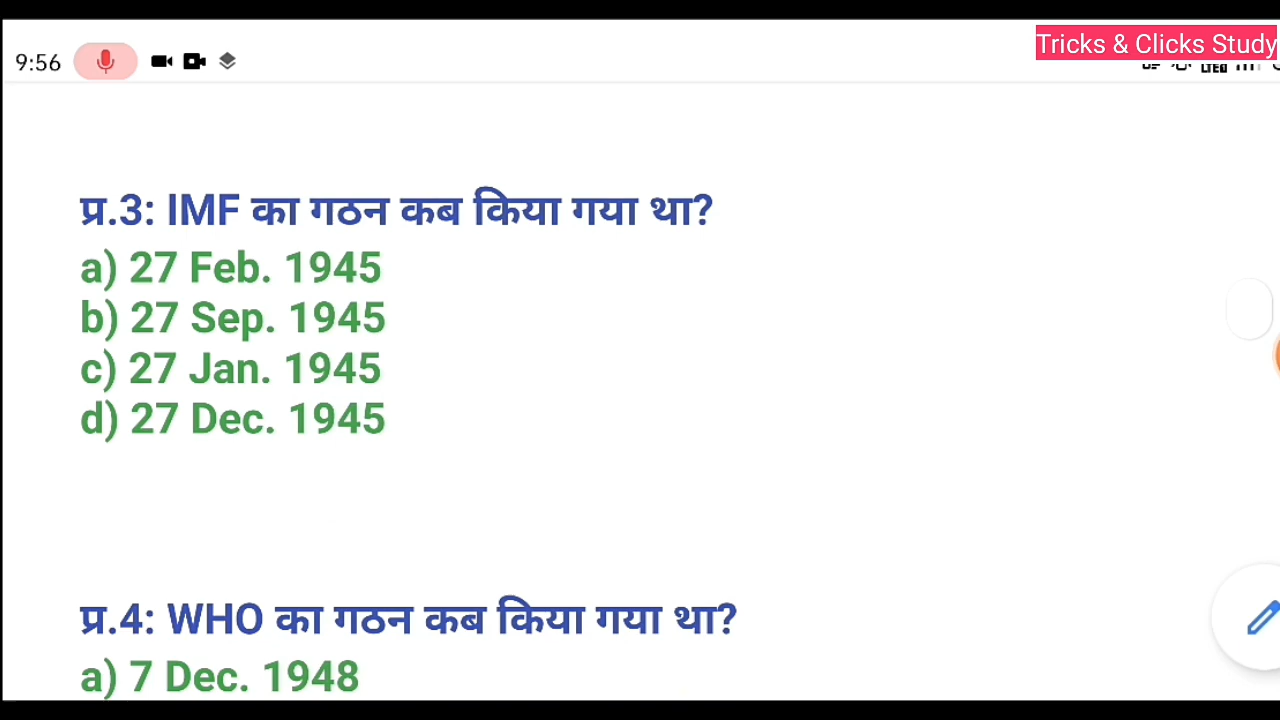 Tricks & Clicks Study
9:56
प्र.3: IMF का गठन कब किया गया था?
a) 27 Feb. 1945
b) 27 Sep. 1945
c) 27 Jan. 1945
d) 27 Dec. 1945
प्र.4: WHO का गठन कब किया गया था?
a) 7 Dec. 1948